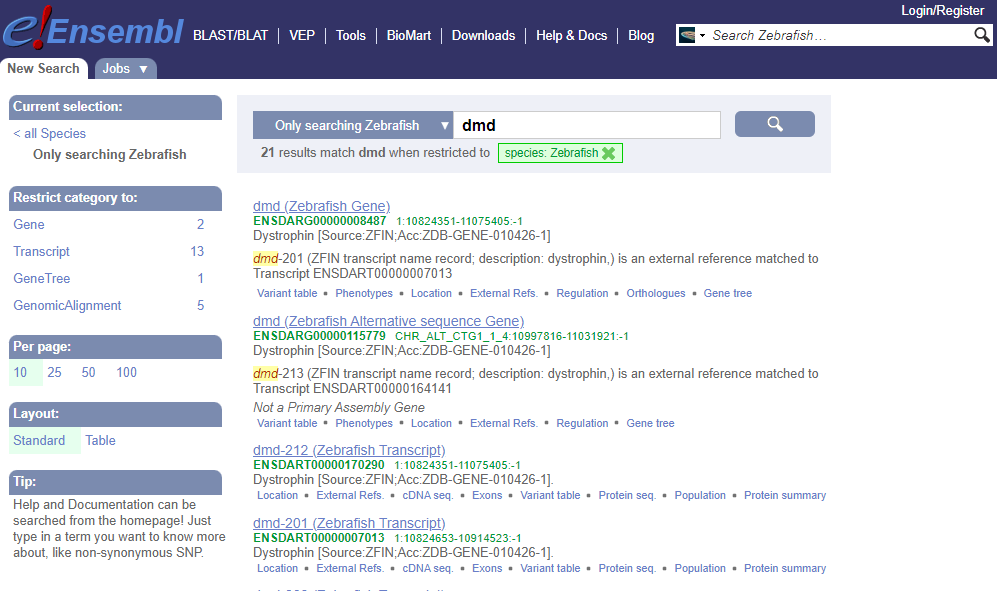 Login/Register
e!Ensembl BLAST/BLAT | VEP | Tools | BioMart | Downloads | Help & Docs | Blog Search Zebrafish…
New Search Jobs ▼
Current selection:
< all Species
Only searching Zebrafish
Restrict category to:
Gene 2
Transcript 13
GeneTree 1
GenomicAlignment 5
Per page:
10 25 50 100
Layout:
Standard Table
Tip:
Help and Documentation can be
searched from the homepage! Just
type in a term you want to know more
about, like non-synonymous SNP.
Only searching Zebrafish ▼ dmd
21 results match dmd when restricted to species: Zebrafish
dmd (Zebrafish Gene)
ENSDARG00000008487 1:10824351-11075405:-1
Dystrophin [Source:ZFIN;Acc:ZDB-GENE-010426-1]
dmd-201 (ZFIN transcript name record; description: dystrophin,) is an external reference matched to
Transcript ENSDART00000007013
Variant table • Phenotypes • Location • External Refs. • Regulation • Orthologues • Gene tree
dmd (Zebrafish Alternative sequence Gene)
ENSDARG00000115779 CHR_ALT_CTG1_1_4:10997816-11031921:-1
Dystrophin [Source:ZFIN;Acc:ZDB-GENE-010426-1]
dmd-213 (ZFIN transcript name record; description: dystrophin,) is an external reference matched to
Transcript ENSDART00000164141
Not a Primary Assembly Gene
Variant table • Phenotypes • Location • External Refs. • Regulation • Gene tree
dmd-212 (Zebrafish Transcript)
ENSDART00000170290 1:10824351-11075405:-1
Dystrophin [Source:ZFIN;Acc:ZDB-GENE-010426-1].
Location • External Refs. • cDNA seq. • Exons • Variant table • Protein seq. • Population • Protein summary
dmd-201 (Zebrafish Transcript)
ENSDART00000007013 1:10824653-10914523:-1
Dystrophin [Source:ZFIN;Acc:ZDB-GENE-010426-1].
Location • External Refs. • cDNA seq. • Exons • Variant table • Protein seq. • Population • Protein summary